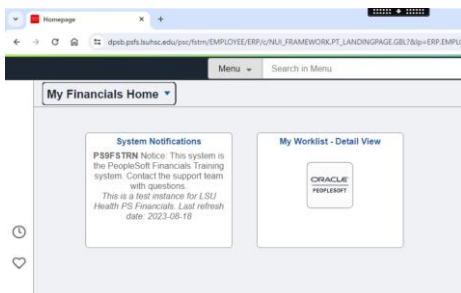 Homepage
dpsb.psfs.lsuhsc.edu/psc/fstrn/EMPLOYEE/ERP/c/NUI_FRAMEWORK.PT_LANDINGPAGE.GBL?&lp=ERP.EMPL
Menu
Search in Menu
My Financials Home
System Notifications
PS9FSTRN Notice: This system is
the PeopleSoft Financials Training
system. Contact the support team
with questions.
This is a test instance for LSU
Health PS Financials. Last refresh
date: 2023-08-18
My Worklist - Detail View
ORACLE
PEOPLESOFT